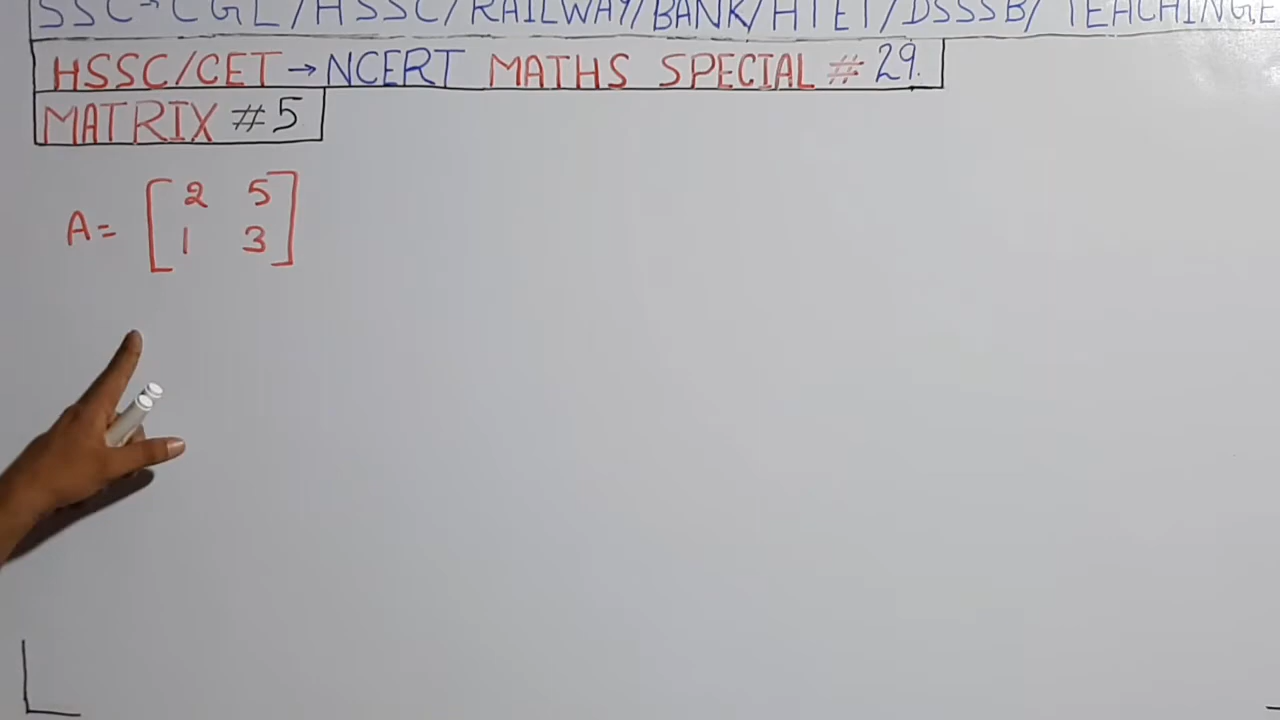 SSC→CGL/HSSC/RAILWAY/BANK/HTET/DSSSB/TEACHINGE
HSSC/CET→NCERT MATHS SPECIAL # 29.
MATRIX #5
A= [2 5
1 3]